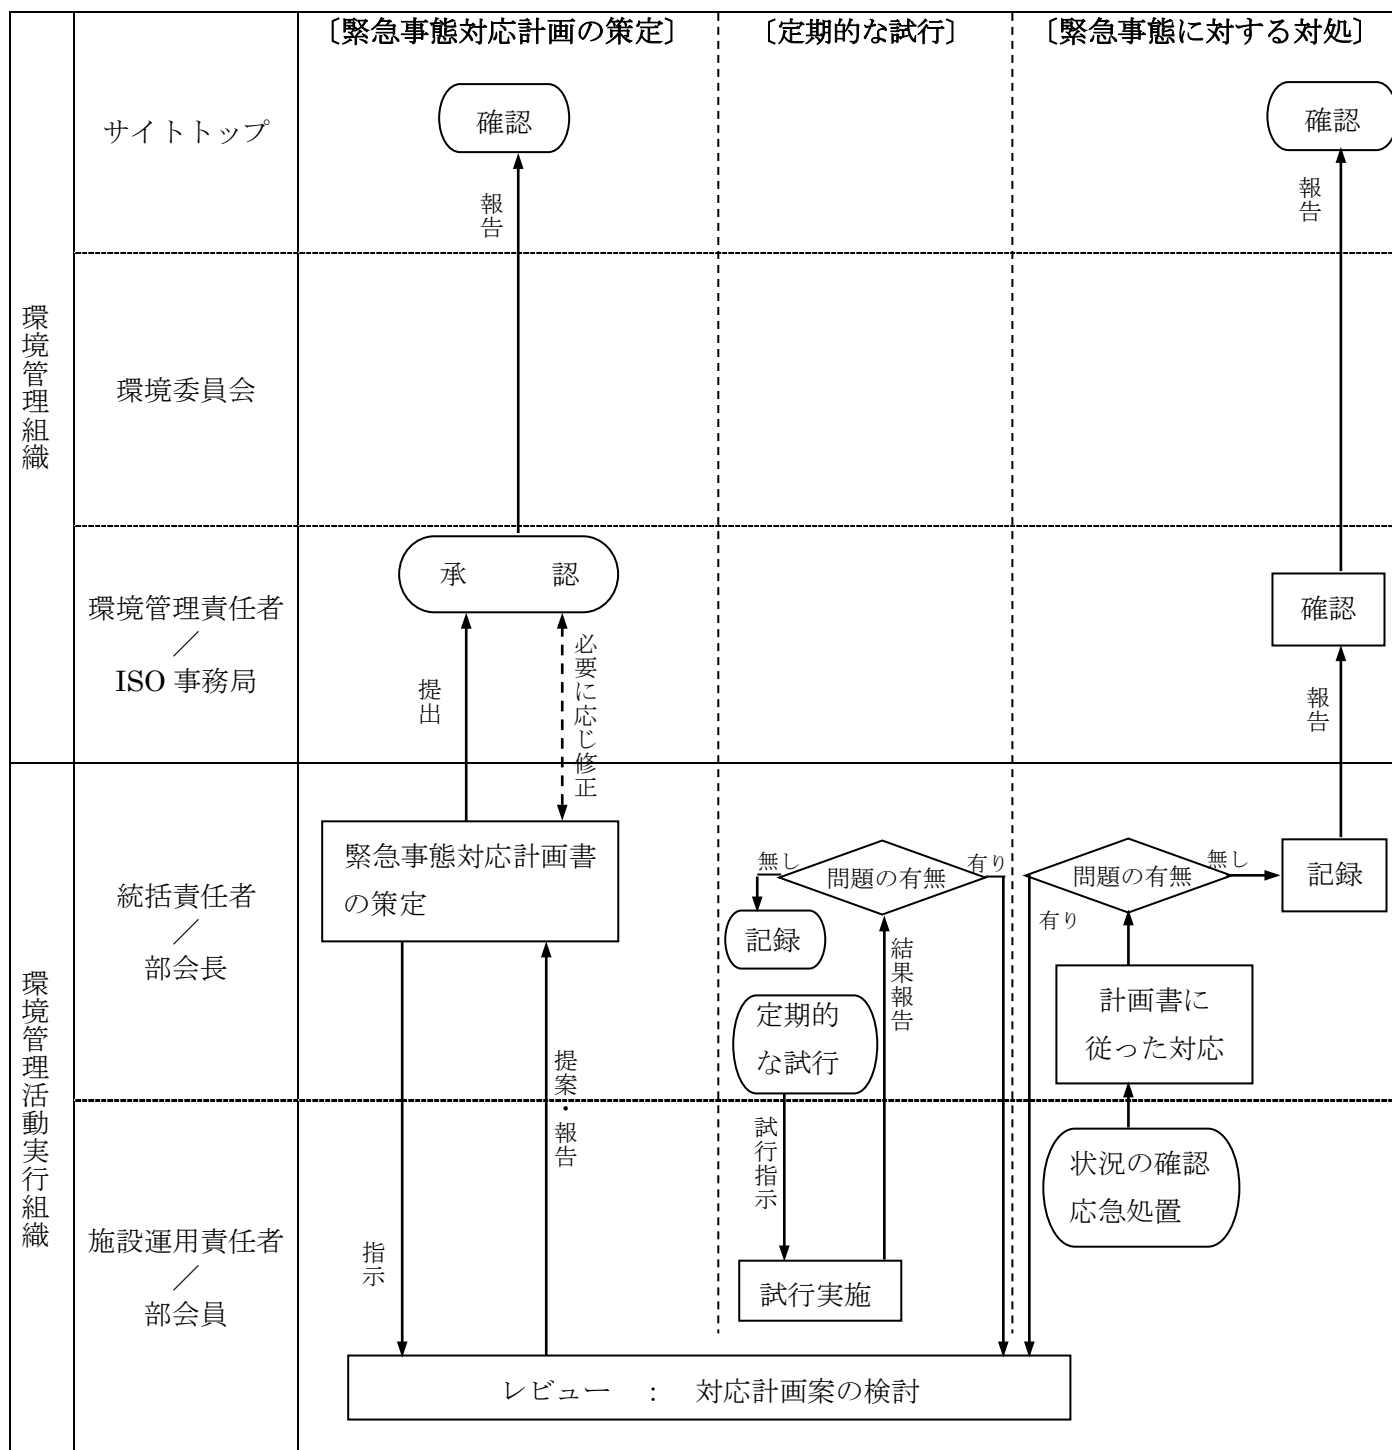 〔緊急事態対応計画の策定〕
〔定期的な試行〕
〔緊急事態に対する対処〕
環境管理組織
サイトトップ
確認
報告
確認
報告
環境委員会
環境管理責任者
／
ISO 事務局
承　　　認
提出
必要に応じ修正
確認
報告
環境管理活動実行組織
統括責任者
／
部会長
緊急事態対応計画書
の策定
無し
問題の有無
有り
記録
結果報告
定期的
な試行
問題の有無
無し
記録
有り
計画書に
従った対応
施設運用責任者
／
部会員
指示
提案・報告
試行指示
試行実施
状況の確認
応急処置
レビュー　：　対応計画案の検討